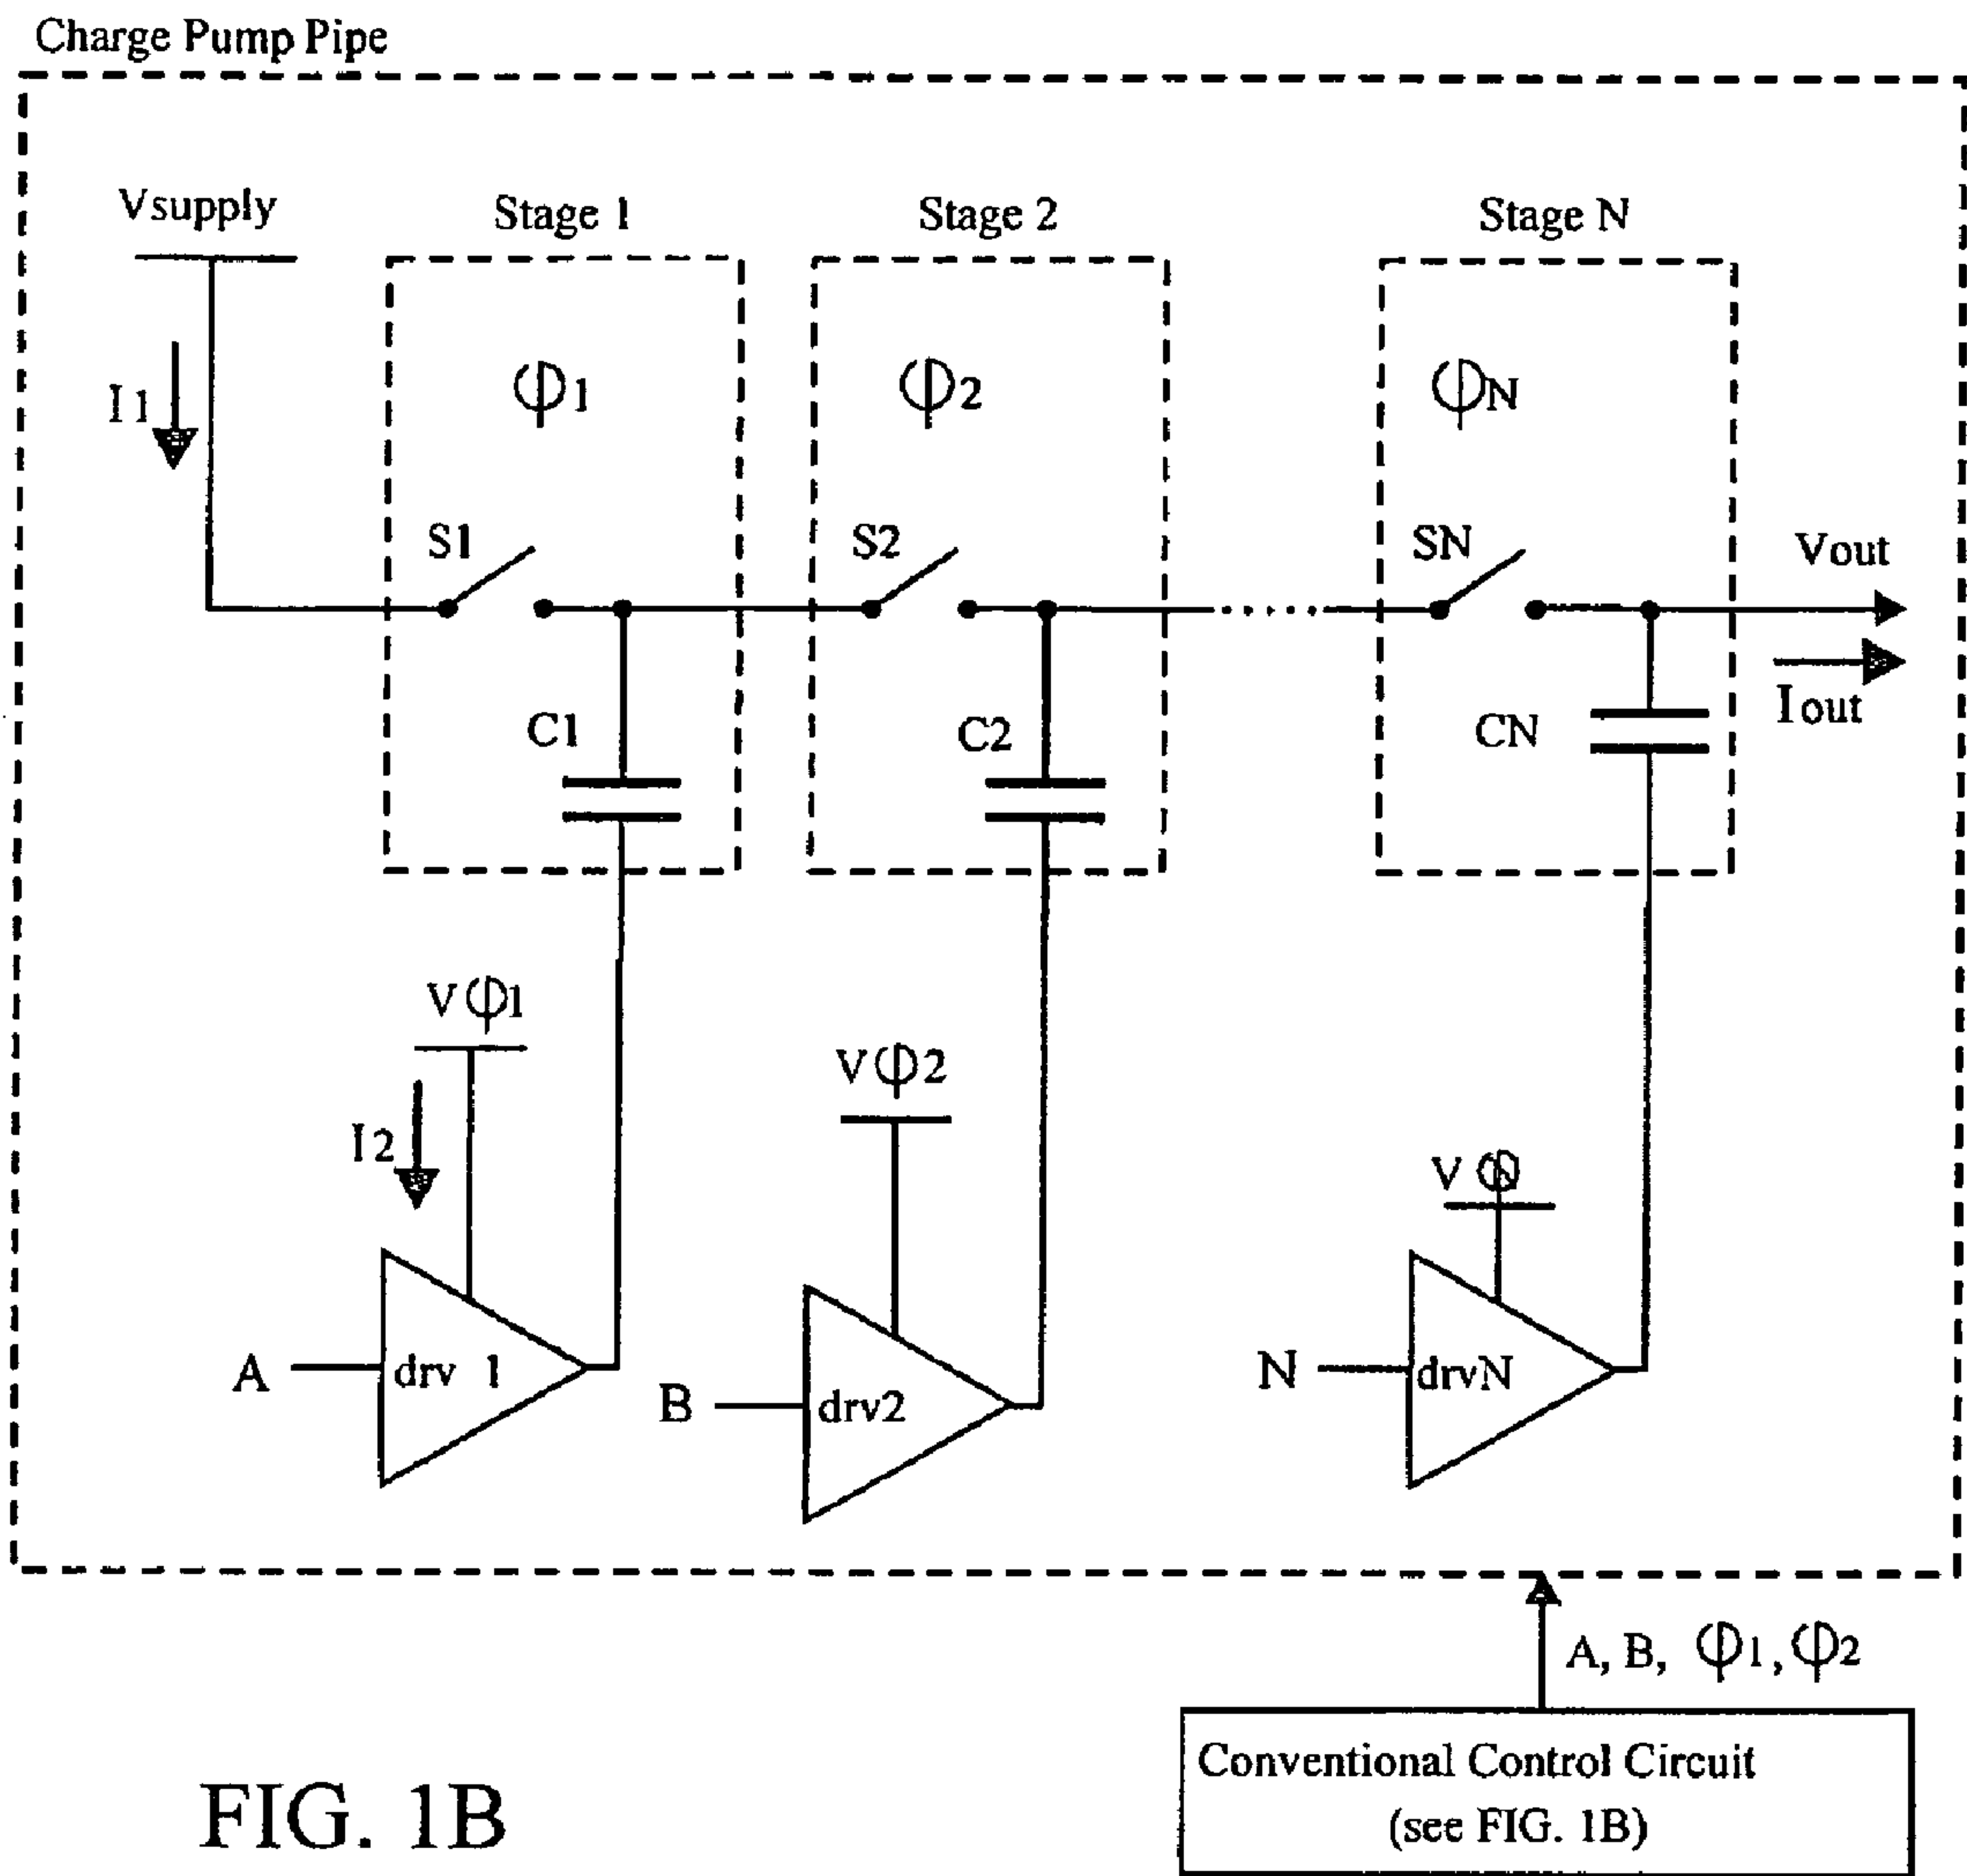 Charge Pump Pipe
Vsupply
Stage 1
Stage 2
Stage N
I1
φ1
φ2
φN
S1
S2
SN
Vout
Iout
C1
C2
CN
Vφ1
Vφ2
I2
A
drv 1
B
drv2
N
drvN
A, B, φ1, φ2
Conventional Control Circuit
(see FIG. 1B)
FIG. 1B